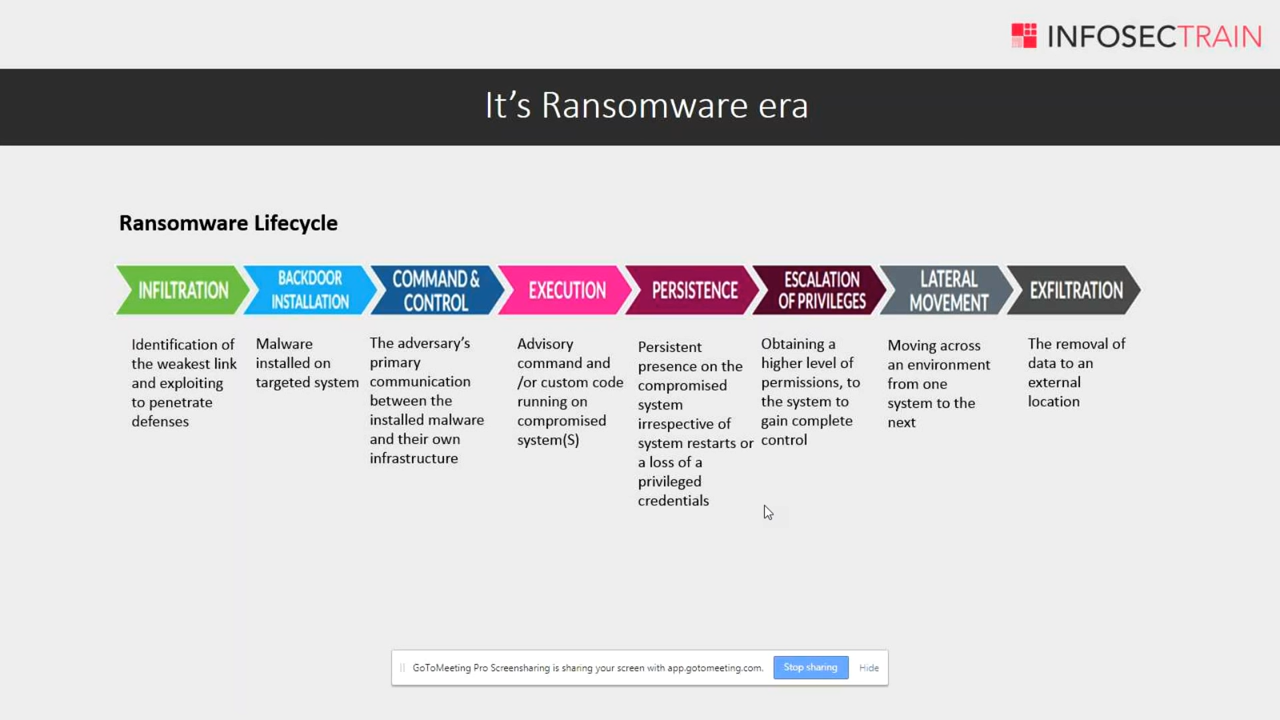 INFOSECTRAIN
It's Ransomware era
Ransomware Lifecycle
INFILTRATION
BACKDOOR
INSTALLATION
COMMAND &
CONTROL
EXECUTION
PERSISTENCE
ESCALATION
OF PRIVILEGES
LATERAL
MOVEMENT
EXFILTRATION
Identification of
the weakest link
and exploiting
to penetrate
defenses
Malware
installed on
targeted system
The adversary's
primary
communication
between the
installed malware
and their own
infrastructure
Advisory
command and
/or custom code
running on
compromised
system(S)
Persistent
presence on the
compromised
system
irrespective of
system restarts or
a loss of a
privileged
credentials
Obtaining a
higher level of
permissions, to
the system to
gain complete
control
Moving across
an environment
from one
system to the
next
The removal of
data to an
external
location
GoToMeeting Pro Screensharing is sharing your screen with app.gotomeeting.com.
Stop sharing
Hide